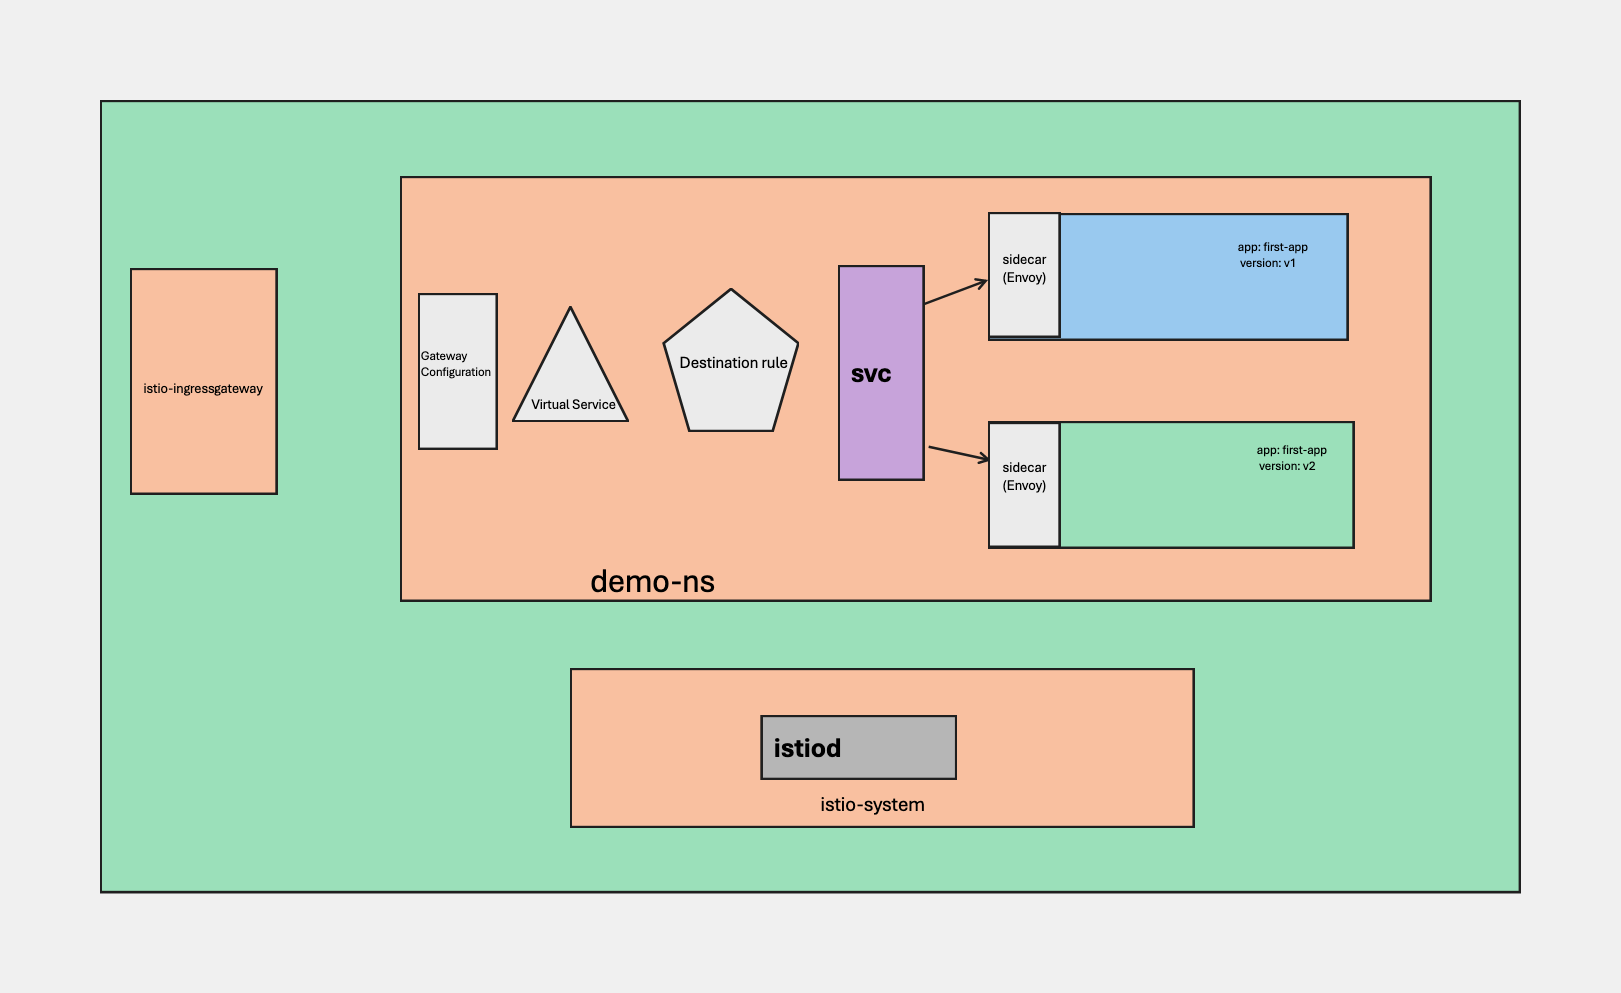 istio-ingressgateway
Gateway
Configuration
Virtual Service
Destination rule
svc
sidecar
(Envoy)
app: first-app
version: v1
sidecar
(Envoy)
app: first-app
version: v2
demo-ns
istiod
istio-system